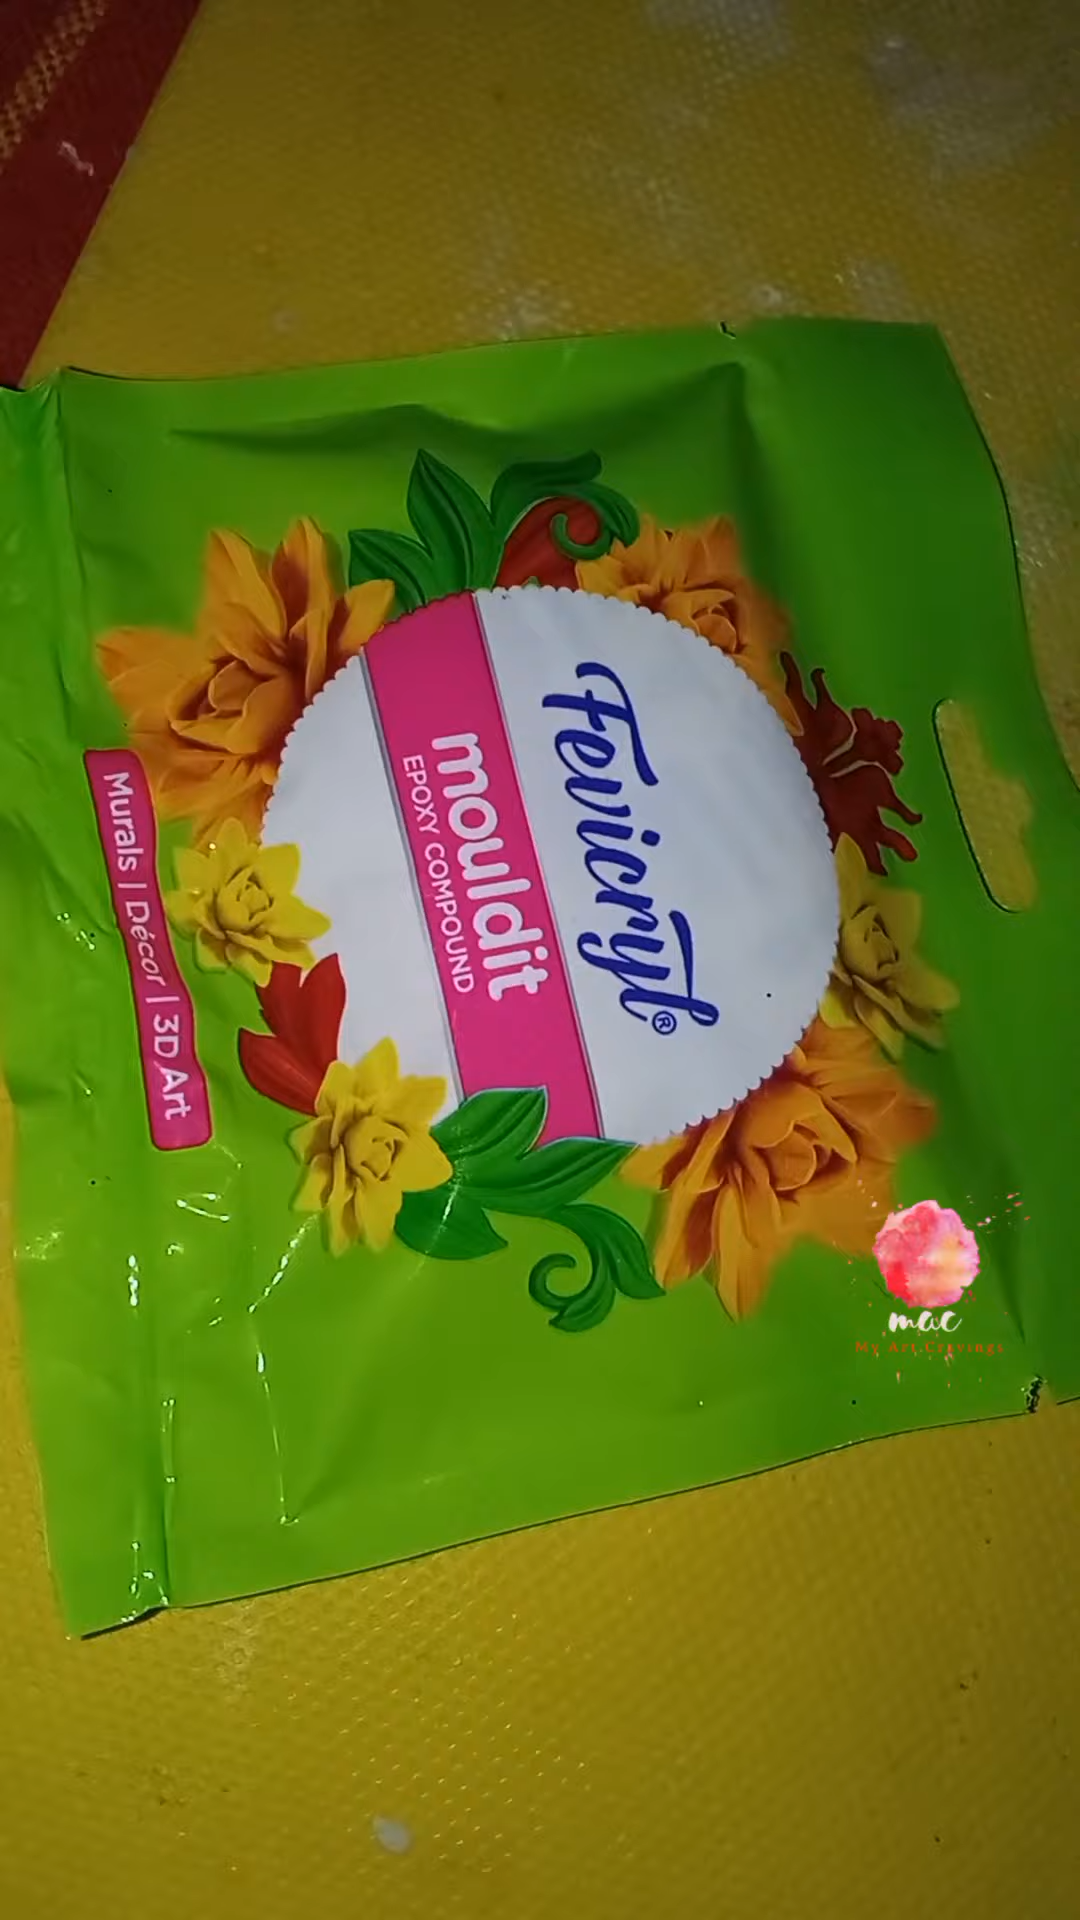 Fevicryl®
mouldit
EPOXY COMPOUND
Murals | Décor | 3D Art
mac
My Art Cravings